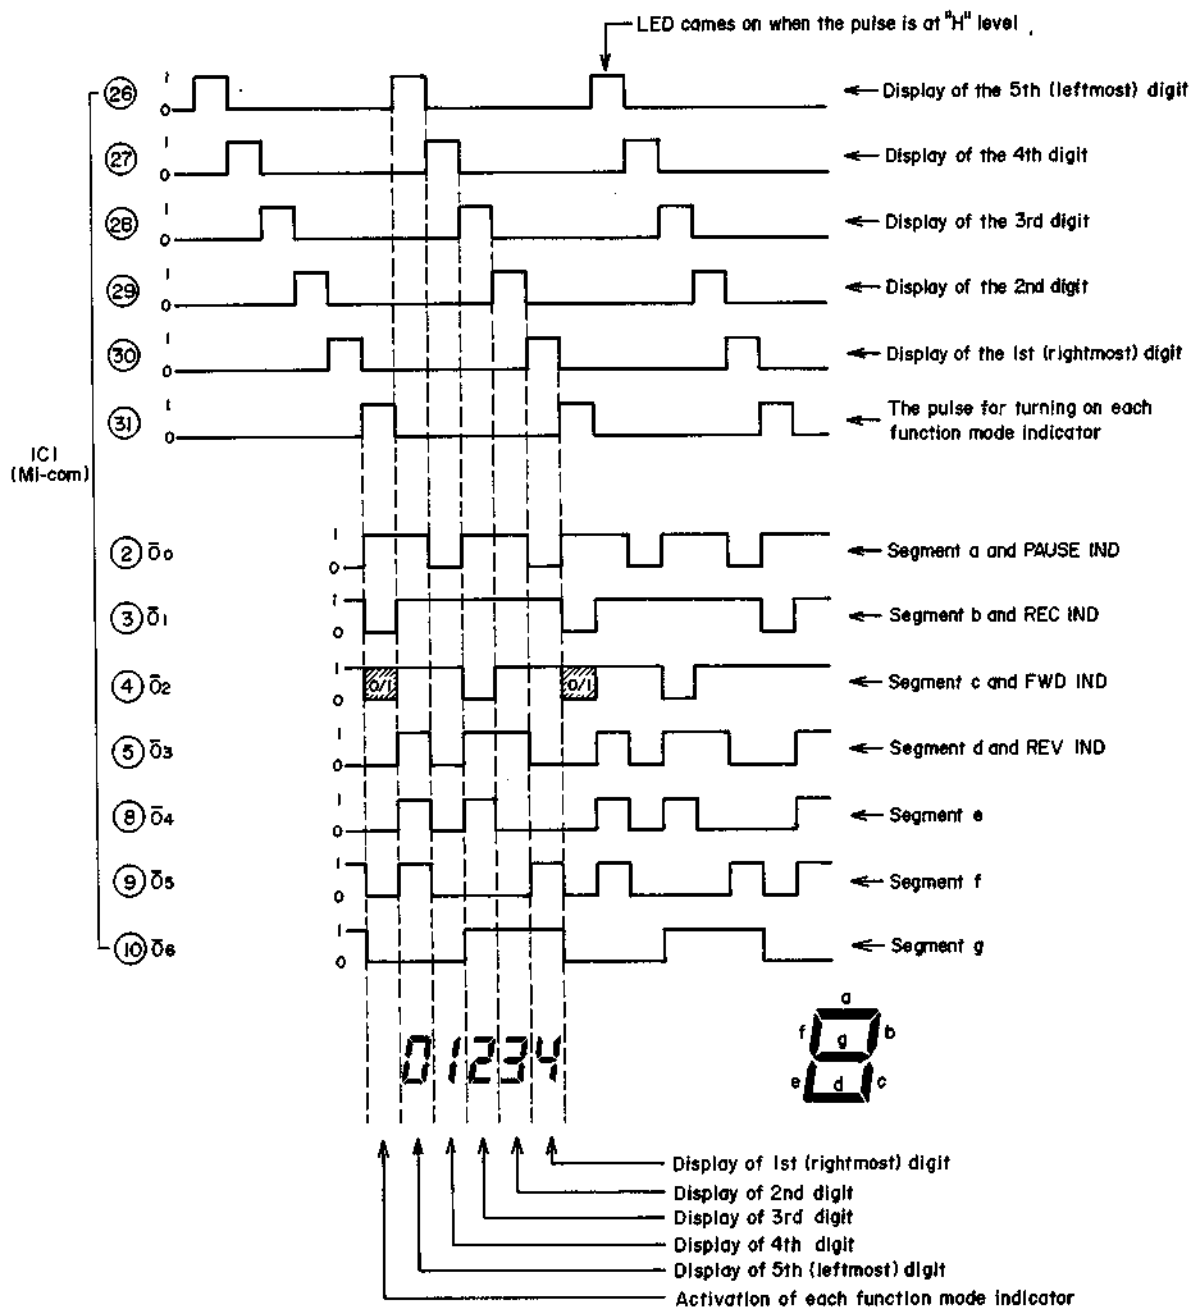 LED comes on when the pulse is at "H" level
26 1 0 Display of the 5th (leftmost) digit
27 1 0 Display of the 4th digit
28 1 0 Display of the 3rd digit
29 1 0 Display of the 2nd digit
30 1 0 Display of the 1st (rightmost) digit
31 1 0 The pulse for turning on each
function mode indicator
IC1
(Mi-com)
2 Ō0 1 0 Segment a and PAUSE IND
3 Ō1 1 0 Segment b and REC IND
4 Ō2 1 0 0/1 0/1 Segment c and FWD IND
5 Ō3 1 0 Segment d and REV IND
8 Ō4 1 0 Segment e
9 Ō5 1 0 Segment f
10 Ō6 1 0 Segment g
a
f g b
e d c
01234
Display of 1st (rightmost) digit
Display of 2nd digit
Display of 3rd digit
Display of 4th digit
Display of 5th (leftmost) digit
Activation of each function mode indicator